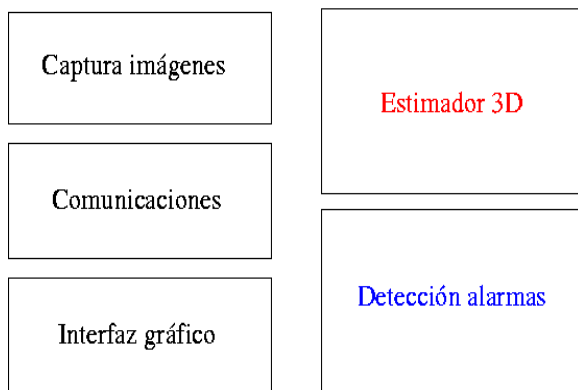 Captura imágenes
Comunicaciones
Interfaz gráfico
Estimador 3D
Detección alarmas